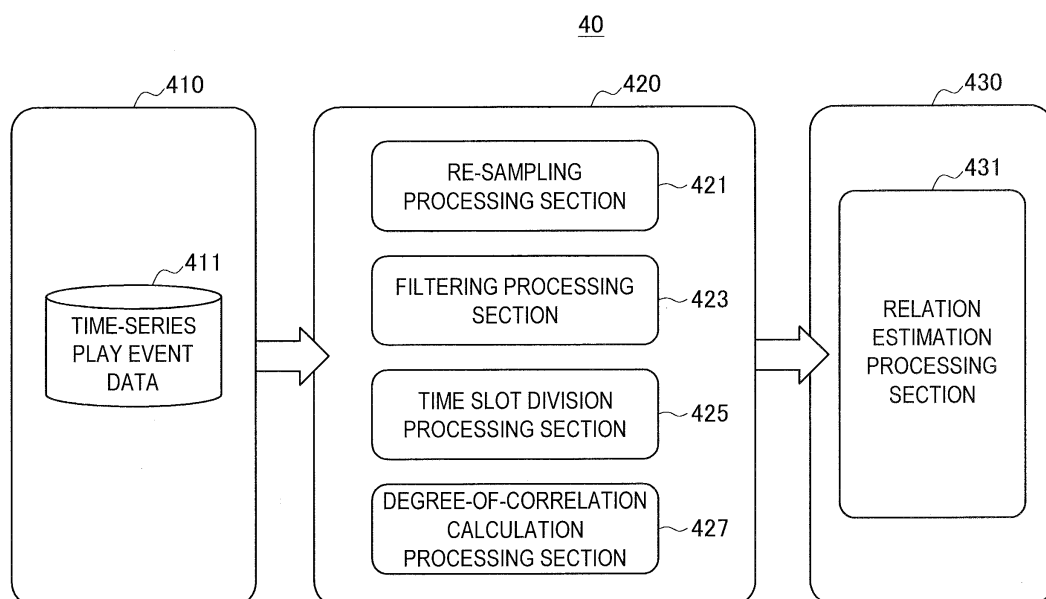 40
410
420
430
RE-SAMPLING
PROCESSING SECTION
421
431
411
TIME-SERIES
PLAY EVENT
DATA
FILTERING PROCESSING
SECTION
423
RELATION
ESTIMATION
PROCESSING
SECTION
TIME SLOT DIVISION
PROCESSING SECTION
425
DEGREE-OF-CORRELATION
CALCULATION
PROCESSING SECTION
427